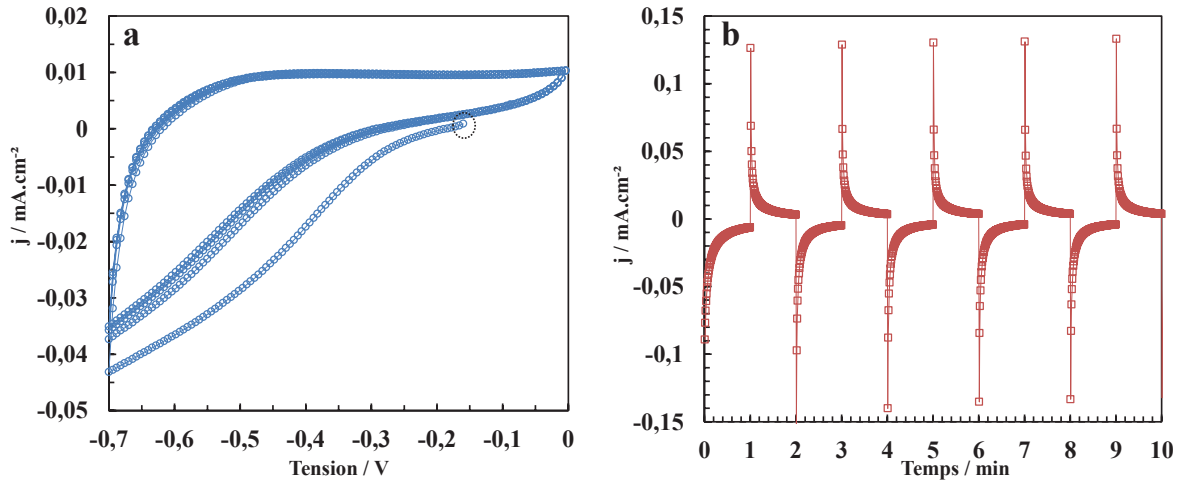 a
j / mA.cm⁻²
0,02
0,01
0
-0,01
-0,02
-0,03
-0,04
-0,05
-0,7 -0,6 -0,5 -0,4 -0,3 -0,2 -0,1 0
Tension / V
b
j / mA.cm⁻²
0,15
0,1
0,05
0
-0,05
-0,1
-0,15
0 1 2 3 4 5 6 7 8 9 10
Temps / min